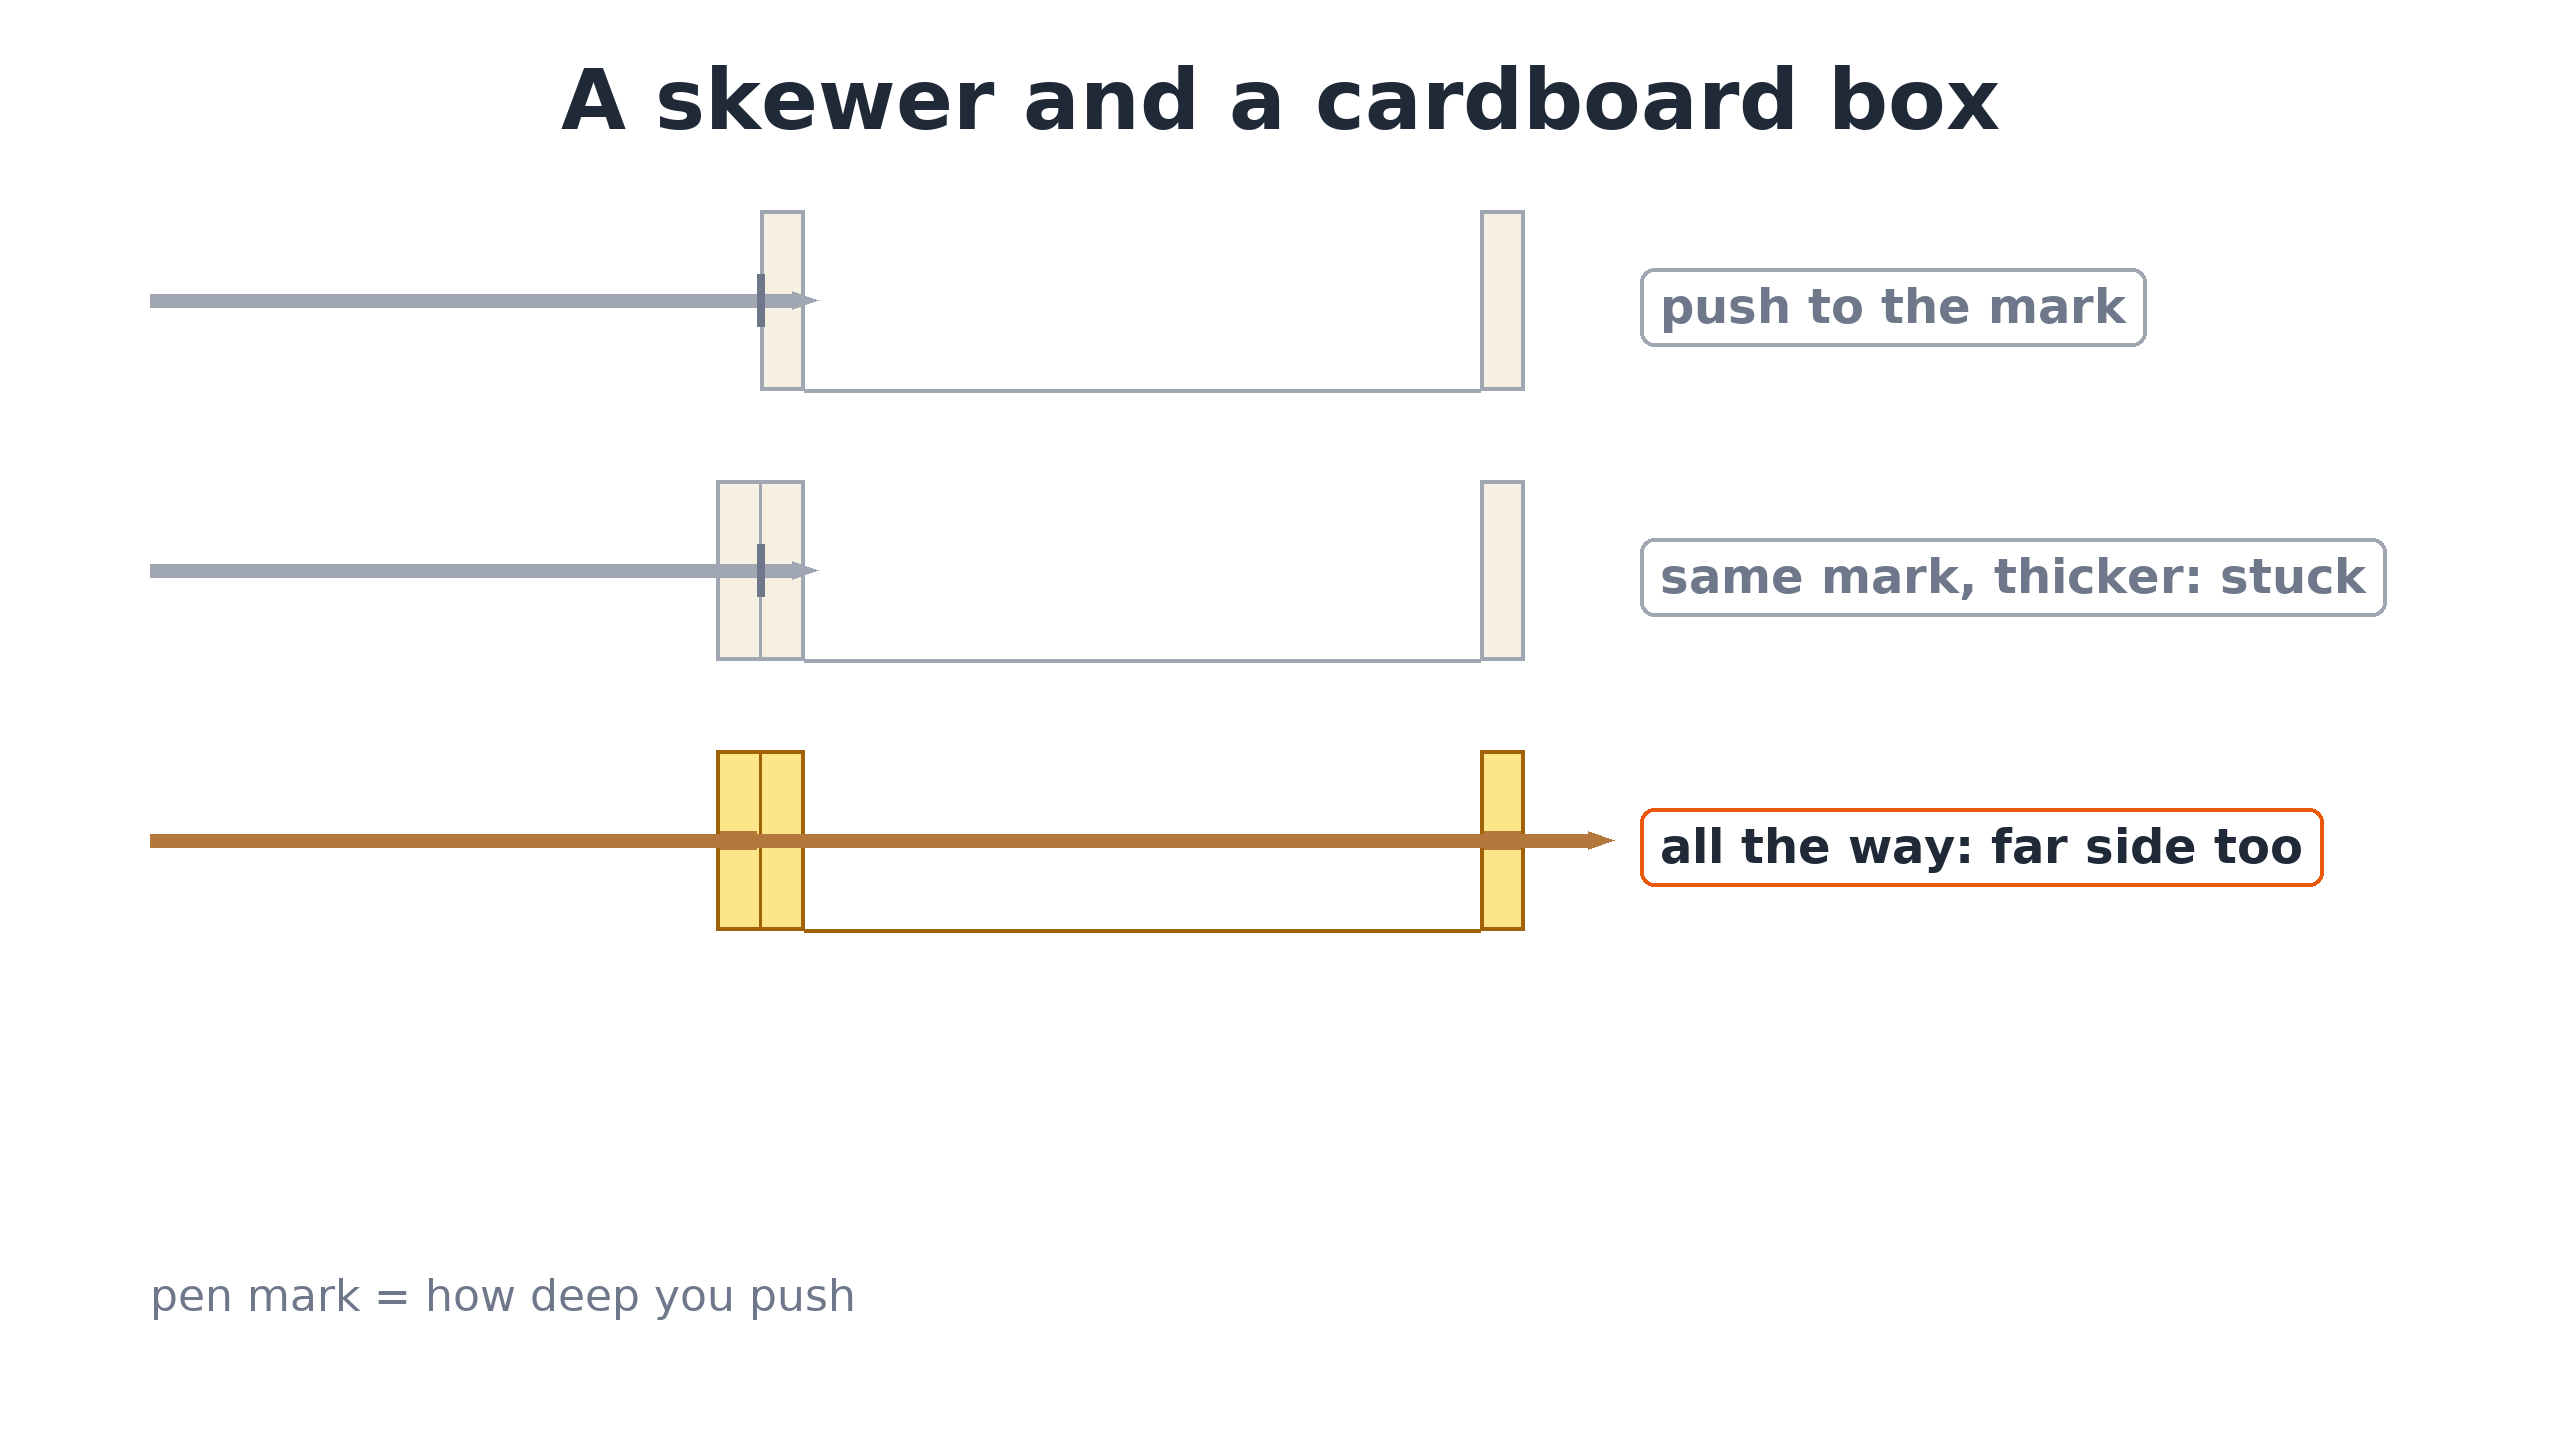 A skewer and a cardboard box
push to the mark
same mark, thicker: stuck
all the way: far side too
pen mark = how deep you push